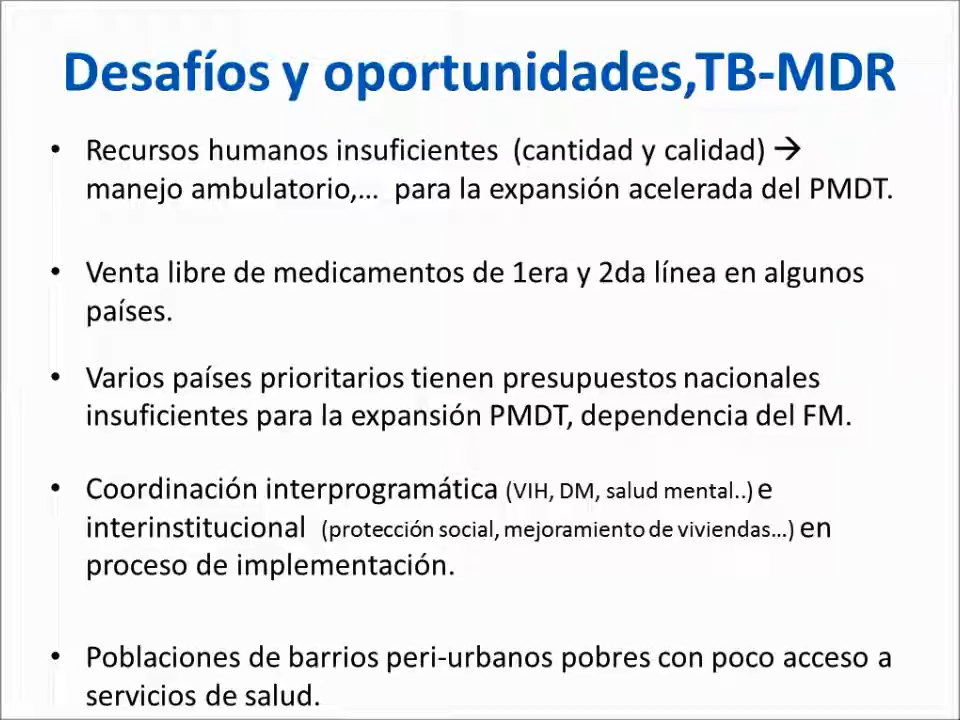 Desafíos y oportunidades,TB-MDR
• Recursos humanos insuficientes (cantidad y calidad) →
manejo ambulatorio,... para la expansión acelerada del PMDT.
• Venta libre de medicamentos de 1era y 2da línea en algunos
países.
• Varios países prioritarios tienen presupuestos nacionales
insuficientes para la expansión PMDT, dependencia del FM.
• Coordinación interprogramática (VIH, DM, salud mental..) e
interinstitucional (protección social, mejoramiento de viviendas...) en
proceso de implementación.
• Poblaciones de barrios peri-urbanos pobres con poco acceso a
servicios de salud.